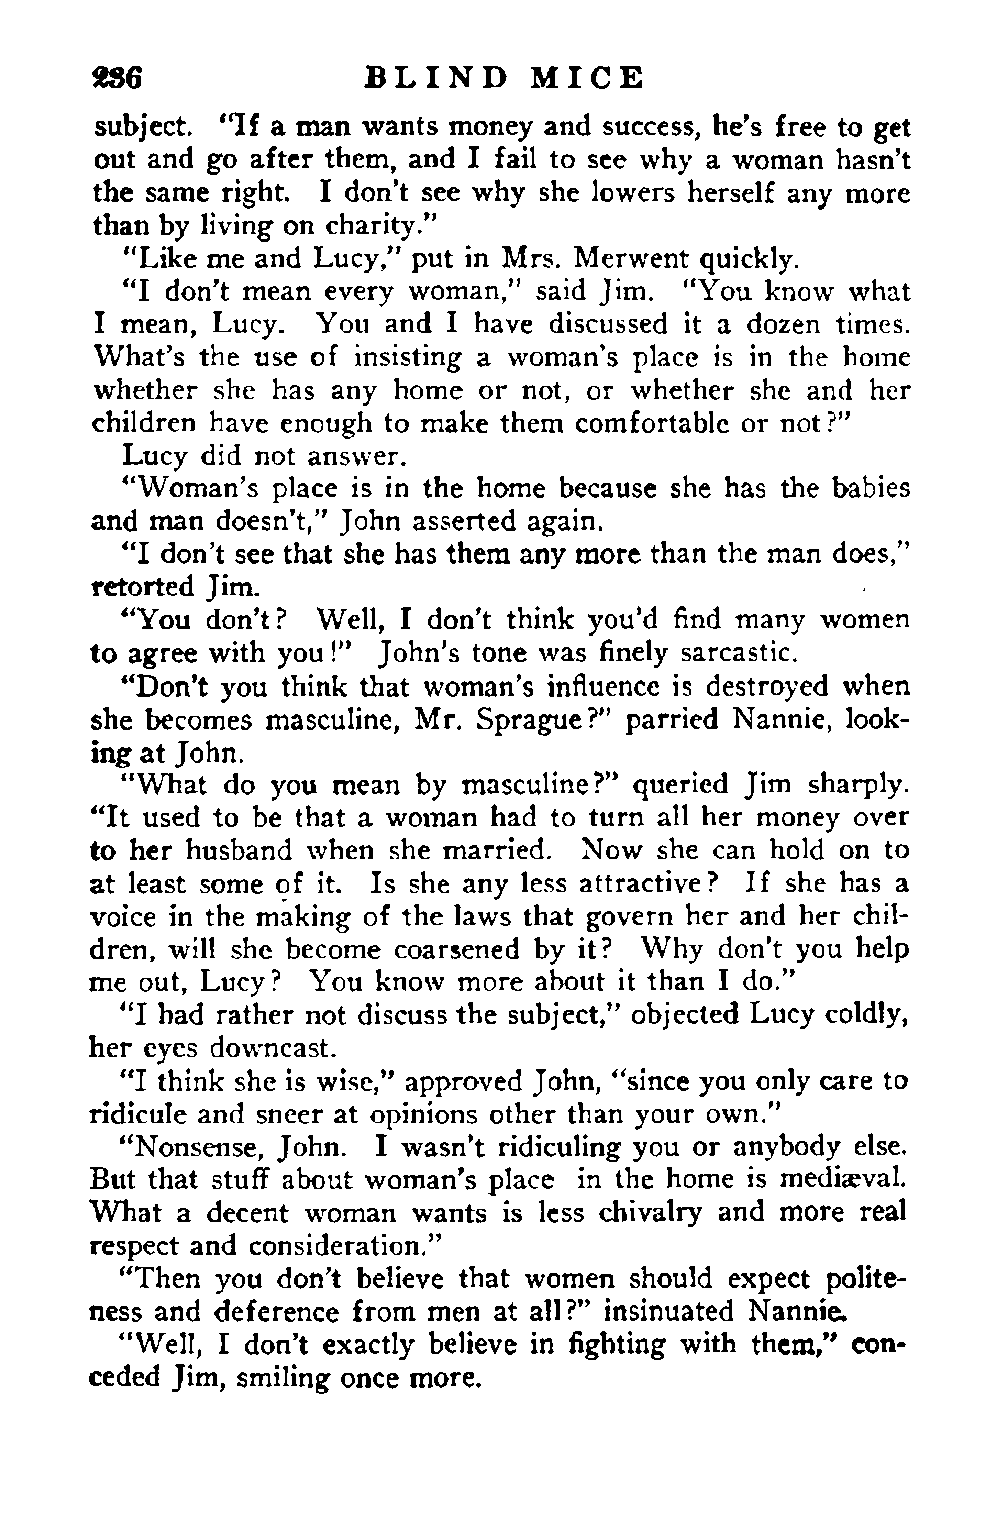 236 BLIND MICE
subject. "If a man wants money and success, he's free to get
out and go after them, and I fail to see why a woman hasn't
the same right. I don't see why she lowers herself any more
than by living on charity."
"Like me and Lucy," put in Mrs. Merwent quickly.
"I don't mean every woman," said Jim. "You know what
I mean, Lucy. You and I have discussed it a dozen times.
What's the use of insisting a woman's place is in the home
whether she has any home or not, or whether she and her
children have enough to make them comfortable or not?"
Lucy did not answer.
"Woman's place is in the home because she has the babies
and man doesn't," John asserted again.
"I don't see that she has them any more than the man does,"
retorted Jim.
"You don't? Well, I don't think you'd find many women
to agree with you!" John's tone was finely sarcastic.
"Don't you think that woman's influence is destroyed when
she becomes masculine, Mr. Sprague?" parried Nannie, look-
ing at John.
"What do you mean by masculine?" queried Jim sharply.
"It used to be that a woman had to turn all her money over
to her husband when she married. Now she can hold on to
at least some of it. Is she any less attractive? If she has a
voice in the making of the laws that govern her and her chil-
dren, will she become coarsened by it? Why don't you help
me out, Lucy? You know more about it than I do."
"I had rather not discuss the subject," objected Lucy coldly,
her eyes downcast.
"I think she is wise," approved John, "since you only care to
ridicule and sneer at opinions other than your own."
"Nonsense, John. I wasn't ridiculing you or anybody else.
But that stuff about woman's place in the home is mediæval.
What a decent woman wants is less chivalry and more real
respect and consideration."
"Then you don't believe that women should expect polite-
ness and deference from men at all?" insinuated Nannie.
"Well, I don't exactly believe in fighting with them," con-
ceded Jim, smiling once more.